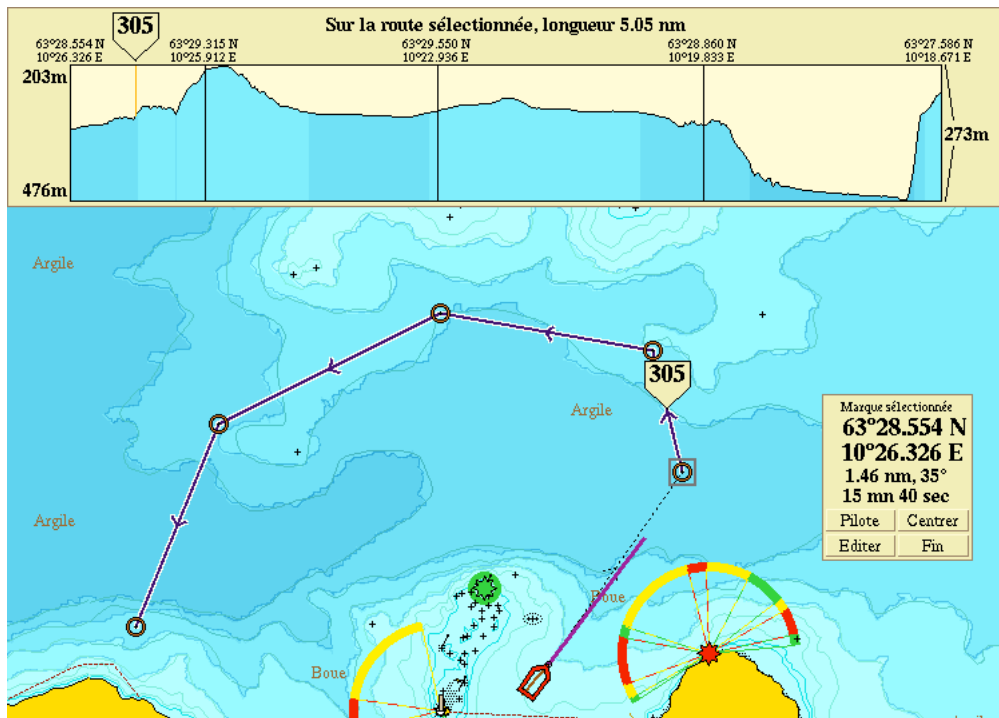 Sur la route sélectionnée, longueur 5.05 nm
305
63°28.554 N
10°26.326 E
63°29.315 N
10°25.912 E
63°29.550 N
10°22.936 E
63°28.860 N
10°19.833 E
63°27.586 N
10°18.671 E
203m
273m
476m
Argile
305
Argile
Argile
Marque sélectionnée
63°28.554 N
10°26.326 E
1.46 nm, 35°
15 mn 40 sec
Pilote Centrer
Editer Fin
Boue
Boue
Argile